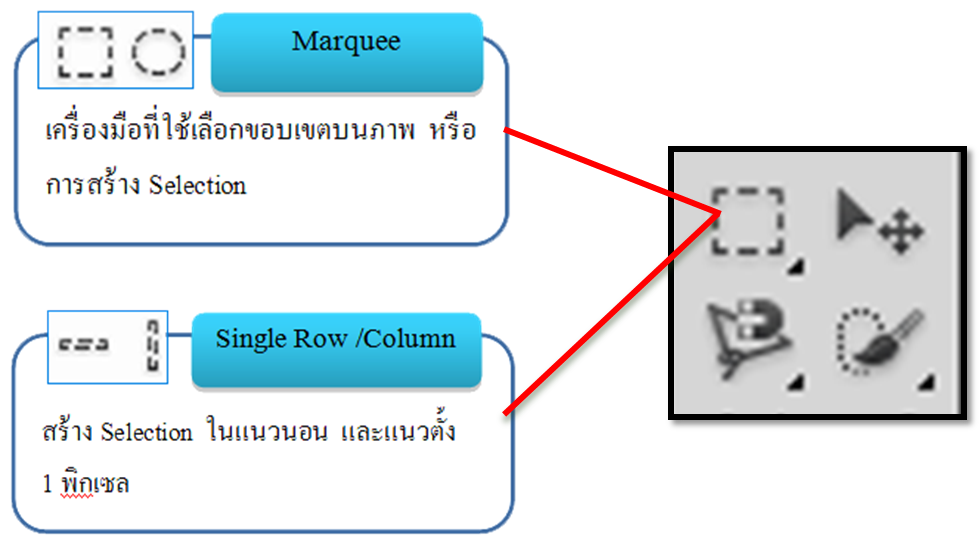 Marquee
เครื่องมือที่ใช้เลือกขอบเขตบนภาพ หรือ
การสร้าง Selection
Single Row /Column
สร้าง Selection ในแนวนอน และแนวตั้ง
1 พิกเซล